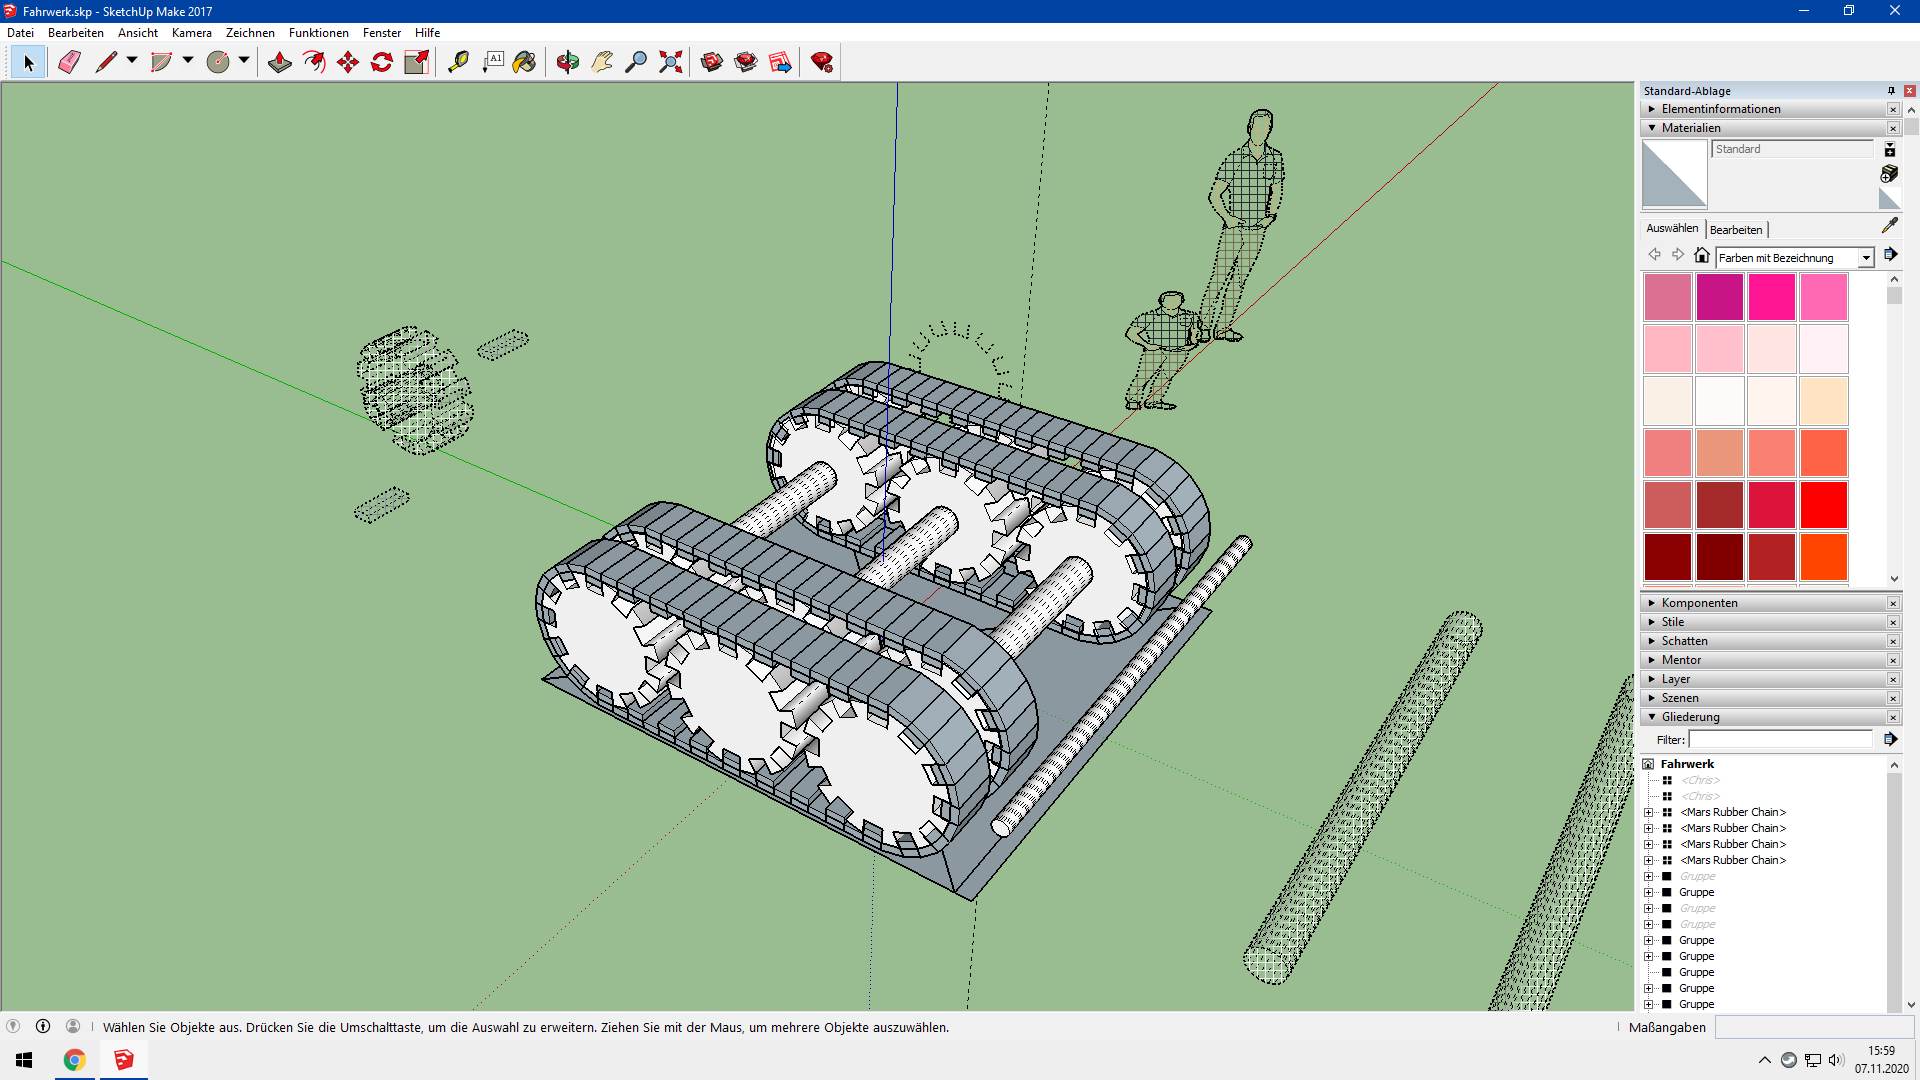 Fahrwerk.skp - SketchUp Make 2017
Datei Bearbeiten Ansicht Kamera Zeichnen Funktionen Fenster Hilfe
A1
Standard-Ablage
Elementinformationen
Materialien
Standard
Auswählen Bearbeiten
Farben mit Bezeichnung
Komponenten
Stile
Schatten
Mentor
Layer
Szenen
Gliederung
Filter:
Fahrwerk
<Chris>
<Chris>
<Mars Rubber Chain>
<Mars Rubber Chain>
<Mars Rubber Chain>
<Mars Rubber Chain>
Gruppe
Gruppe
Gruppe
Gruppe
Gruppe
Gruppe
Gruppe
Gruppe
Gruppe
Wählen Sie Objekte aus. Drücken Sie die Umschalttaste, um die Auswahl zu erweitern. Ziehen Sie mit der Maus, um mehrere Objekte auszuwählen.
Maßangaben
15:59
07.11.2020